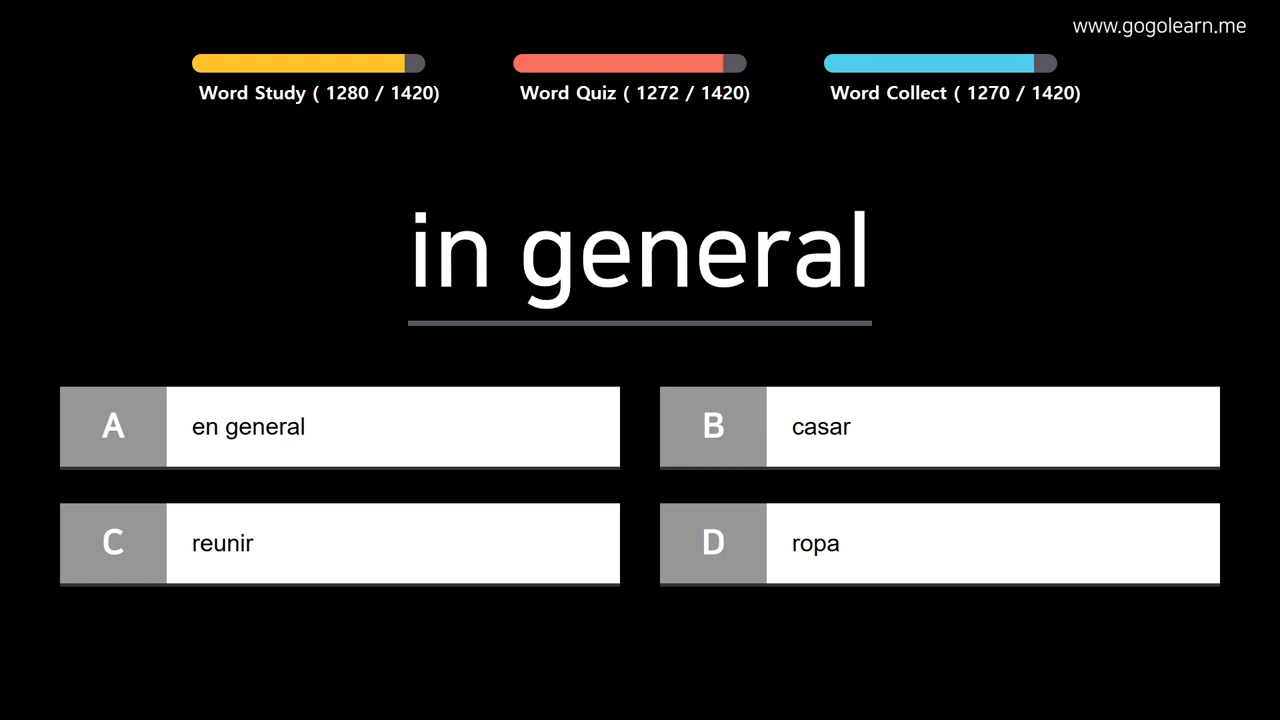 www.gogolearn.me
Word Study ( 1280 / 1420)
Word Quiz ( 1272 / 1420)
Word Collect ( 1270 / 1420)
in general
A en general
B casar
C reunir
D ropa